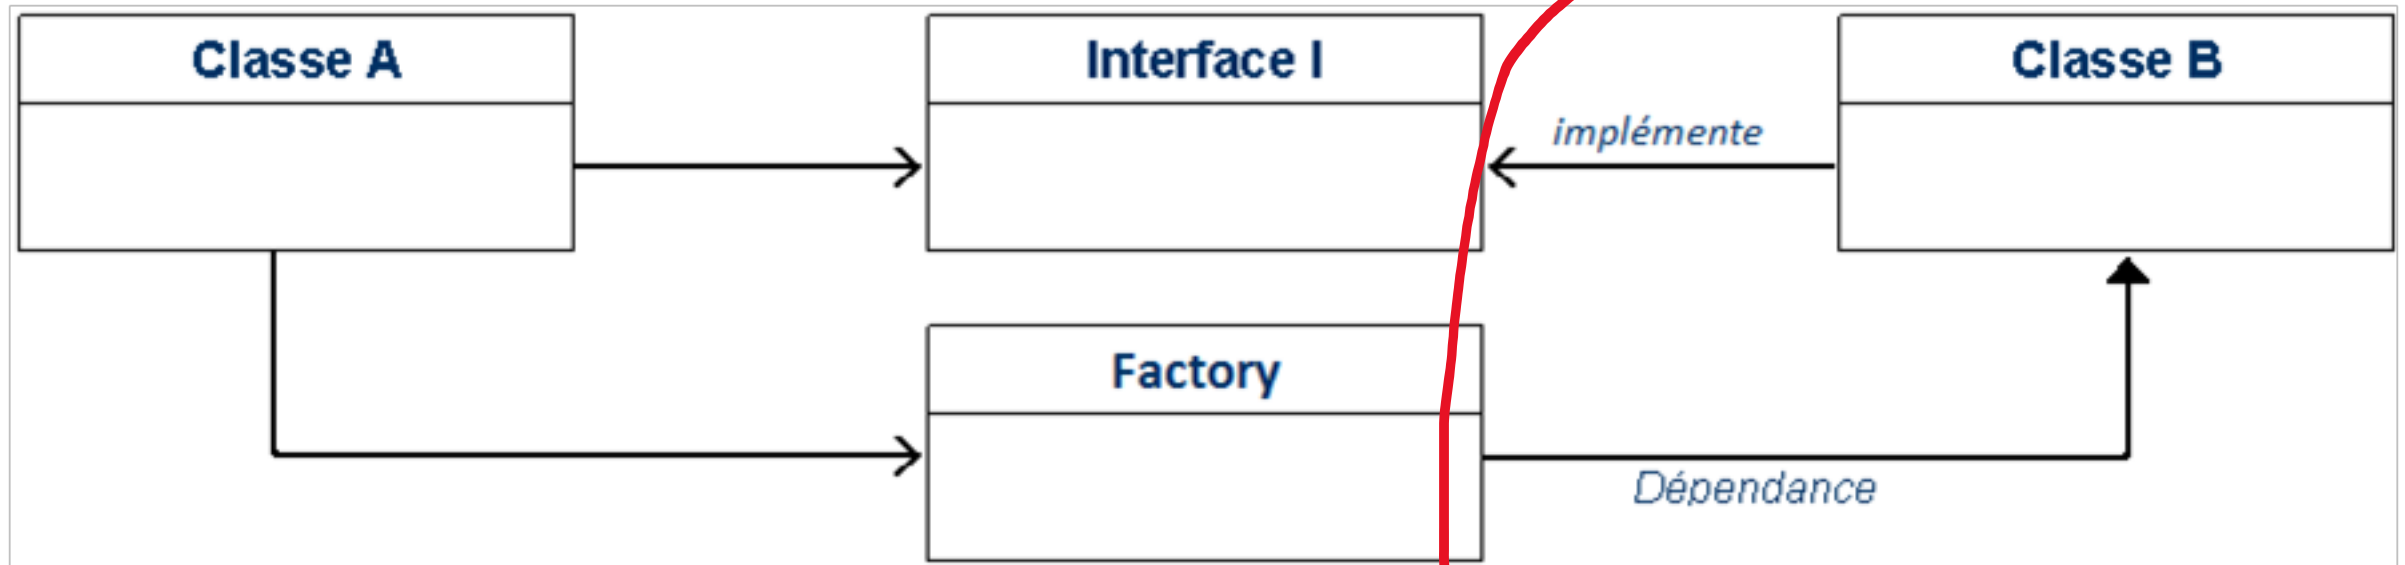 Classe A
Interface I
Classe B
implémente
Factory
Dépendance